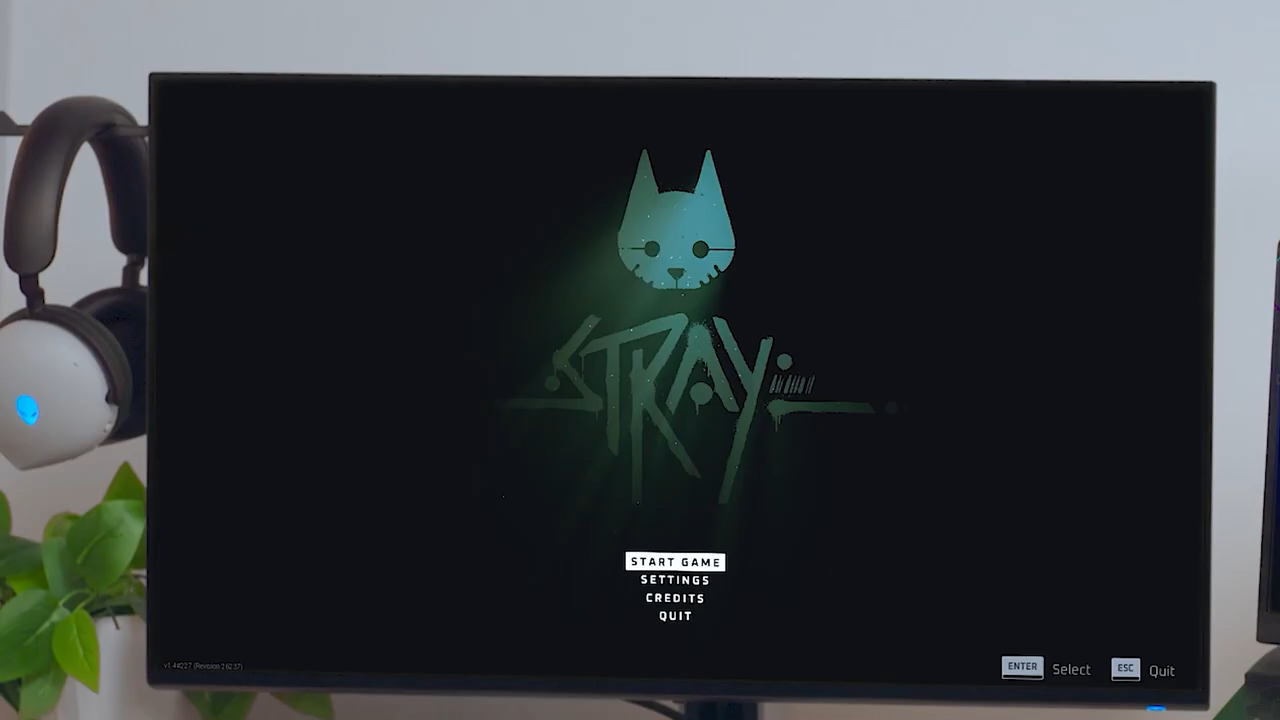 STRAY
START GAME
SETTINGS
CREDITS
QUIT
ENTER Select ESC Quit